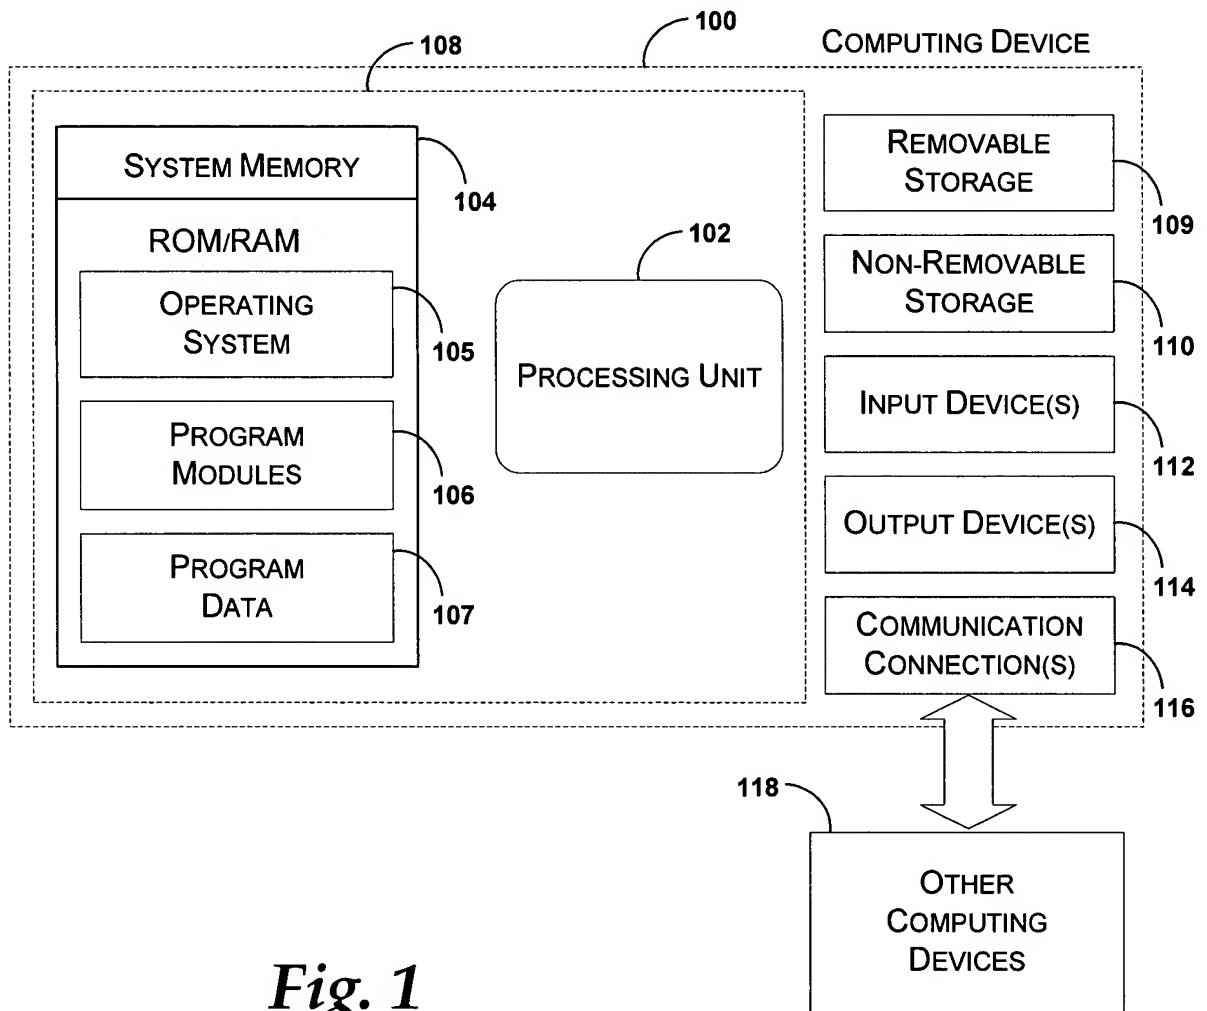 100
COMPUTING DEVICE
108
SYSTEM MEMORY
104
ROM/RAM
OPERATING
SYSTEM
105
PROGRAM
MODULES
106
PROGRAM
DATA
107
102
PROCESSING UNIT
REMOVABLE
STORAGE
109
NON-REMOVABLE
STORAGE
110
INPUT DEVICE(S)
112
OUTPUT DEVICE(S)
114
COMMUNICATION
CONNECTION(S)
116
118
OTHER
COMPUTING
DEVICES
Fig. 1